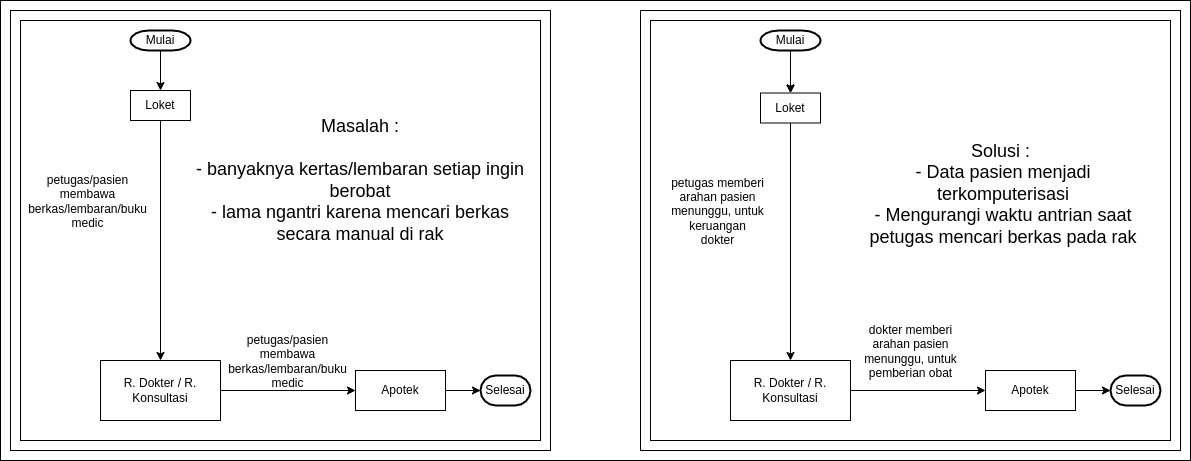 Mulai
Loket
Masalah :
- banyaknya kertas/lembaran setiap ingin
berobat
- lama ngantri karena mencari berkas
secara manual di rak
petugas/pasien
membawa
berkas/lembaran/buku
medic
petugas/pasien
membawa
berkas/lembaran/buku
medic
R. Dokter / R.
Konsultasi
Apotek
Selesai
Mulai
Loket
Solusi :
- Data pasien menjadi
terkomputerisasi
- Mengurangi waktu antrian saat
petugas mencari berkas pada rak
petugas memberi
arahan pasien
menunggu, untuk
keruangan
dokter
dokter memberi
arahan pasien
menunggu, untuk
pemberian obat
R. Dokter / R.
Konsultasi
Apotek
Selesai